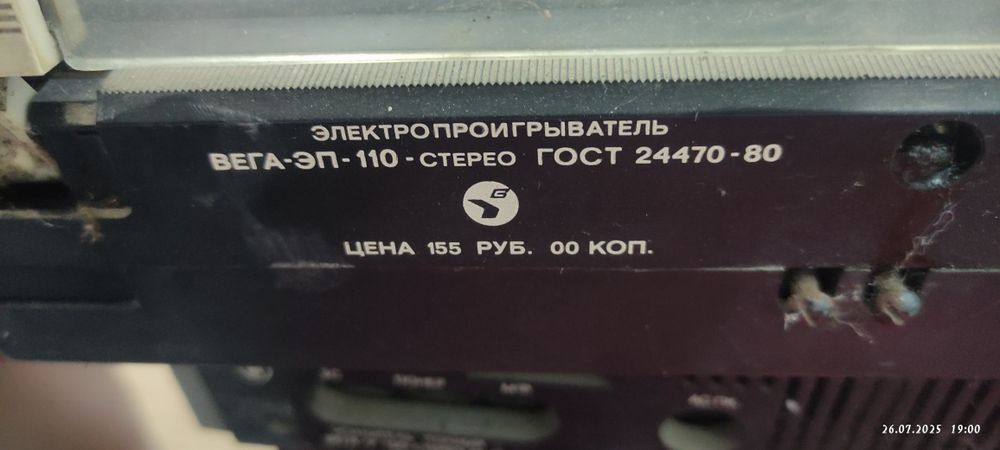 ЭЛЕКТРОПРОИГРЫВАТЕЛЬ
ВЕГА-ЭП-110-СТЕРЕО ГОСТ 24470-80
ЦЕНА 155 РУБ. 00 КОП.
26.07.2025 19:00